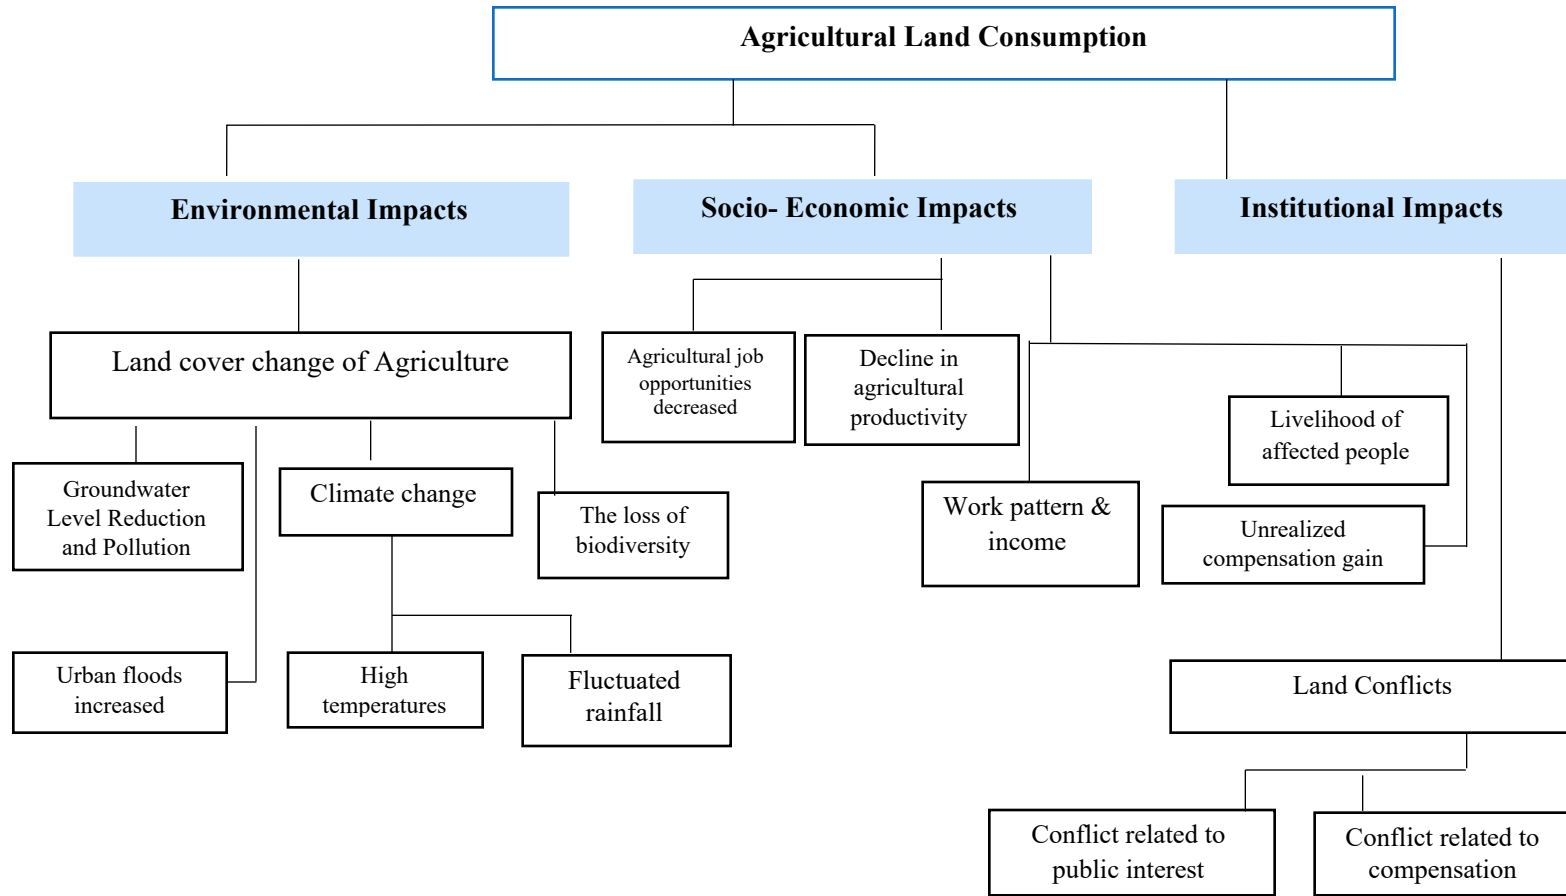 Agricultural Land Consumption
Environmental Impacts
Socio- Economic Impacts
Institutional Impacts
Land cover change of Agriculture
Agricultural job
opportunities
decreased
Decline in
agricultural
productivity
Livelihood of
affected people
Groundwater
Level Reduction
and Pollution
Climate change
The loss of
biodiversity
Work pattern &
income
Unrealized
compensation gain
Urban floods
increased
High
temperatures
Fluctuated
rainfall
Land Conflicts
Conflict related to
public interest
Conflict related to
compensation